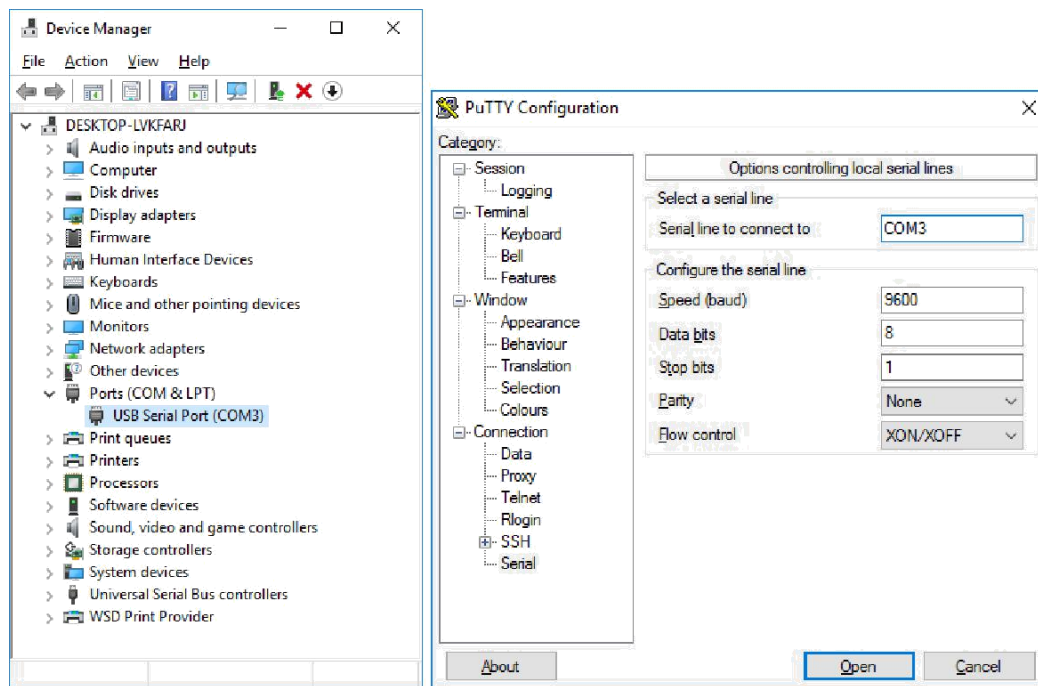 Device Manager
File Action View Help
DESKTOP-LVKFARJ
Audio inputs and outputs
Computer
Disk drives
Display adapters
Firmware
Human Interface Devices
Keyboards
Mice and other pointing devices
Monitors
Network adapters
Other devices
Ports (COM & LPT)
USB Serial Port (COM3)
Print queues
Printers
Processors
Software devices
Sound, video and game controllers
Storage controllers
System devices
Universal Serial Bus controllers
WSD Print Provider
PuTTY Configuration
Category:
Session
Logging
Terminal
Keyboard
Bell
Features
Window
Appearance
Behaviour
Translation
Selection
Colours
Connection
Data
Proxy
Telnet
Rlogin
SSH
Serial
Options controlling local serial lines
Select a serial line
Serial line to connect to COM3
Configure the serial line
Speed (baud) 9600
Data bits 8
Stop bits 1
Parity None
Flow control XON/XOFF
About Open Cancel